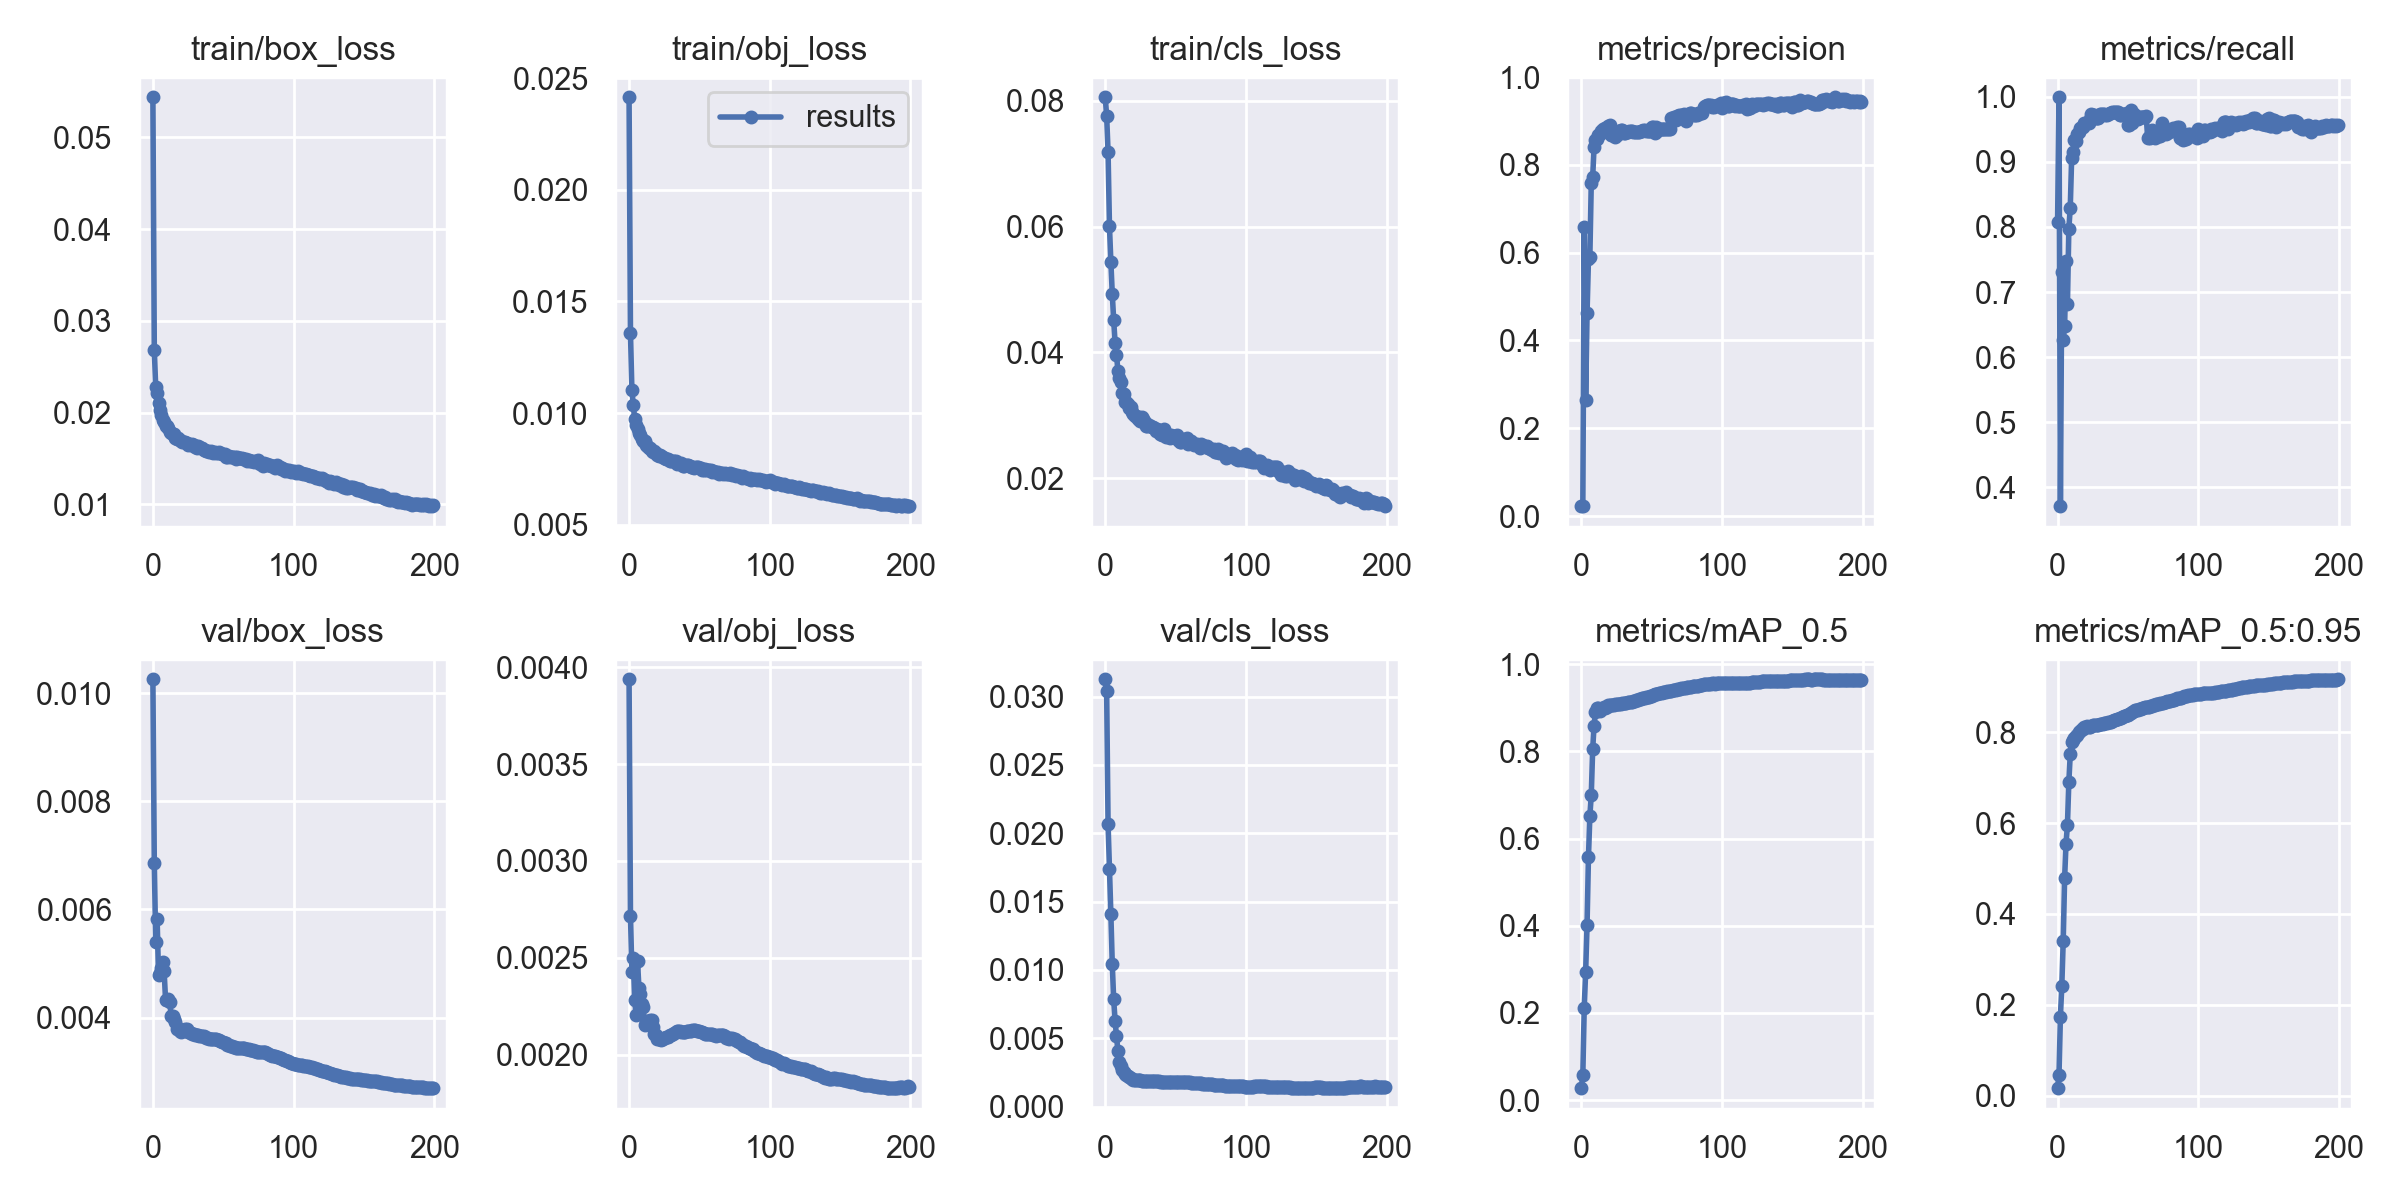 train/box_loss
0.05
0.04
0.03
0.02
0.01
0 100 200
train/obj_loss
results
0.025
0.020
0.015
0.010
0.005
0 100 200
train/cls_loss
0.08
0.06
0.04
0.02
0 100 200
metrics/precision
1.0
0.8
0.6
0.4
0.2
0.0
0 100 200
metrics/recall
1.0
0.9
0.8
0.7
0.6
0.5
0.4
0 100 200
val/box_loss
0.010
0.008
0.006
0.004
0 100 200
val/obj_loss
0.0040
0.0035
0.0030
0.0025
0.0020
0 100 200
val/cls_loss
0.030
0.025
0.020
0.015
0.010
0.005
0.000
0 100 200
metrics/mAP_0.5
1.0
0.8
0.6
0.4
0.2
0.0
0 100 200
metrics/mAP_0.5:0.95
0.8
0.6
0.4
0.2
0.0
0 100 200